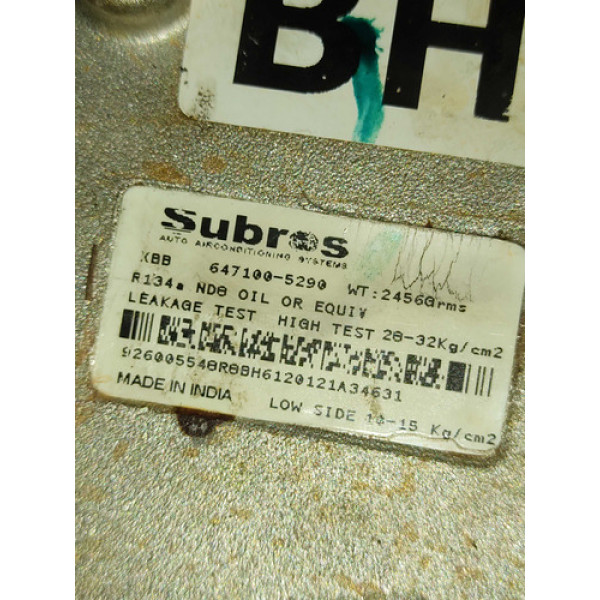 BH
Subros
AUTO AIRCONDITIONING SYSTEMS
XBB 647100-5290 WT:2456Grms
R134a ND8 OIL OR EQUIV
LEAKAGE TEST HIGH TEST 28-32Kg/cm2
926005548R8BH6120121A34631
MADE IN INDIA LOW SIDE 10-15 Kg/cm2